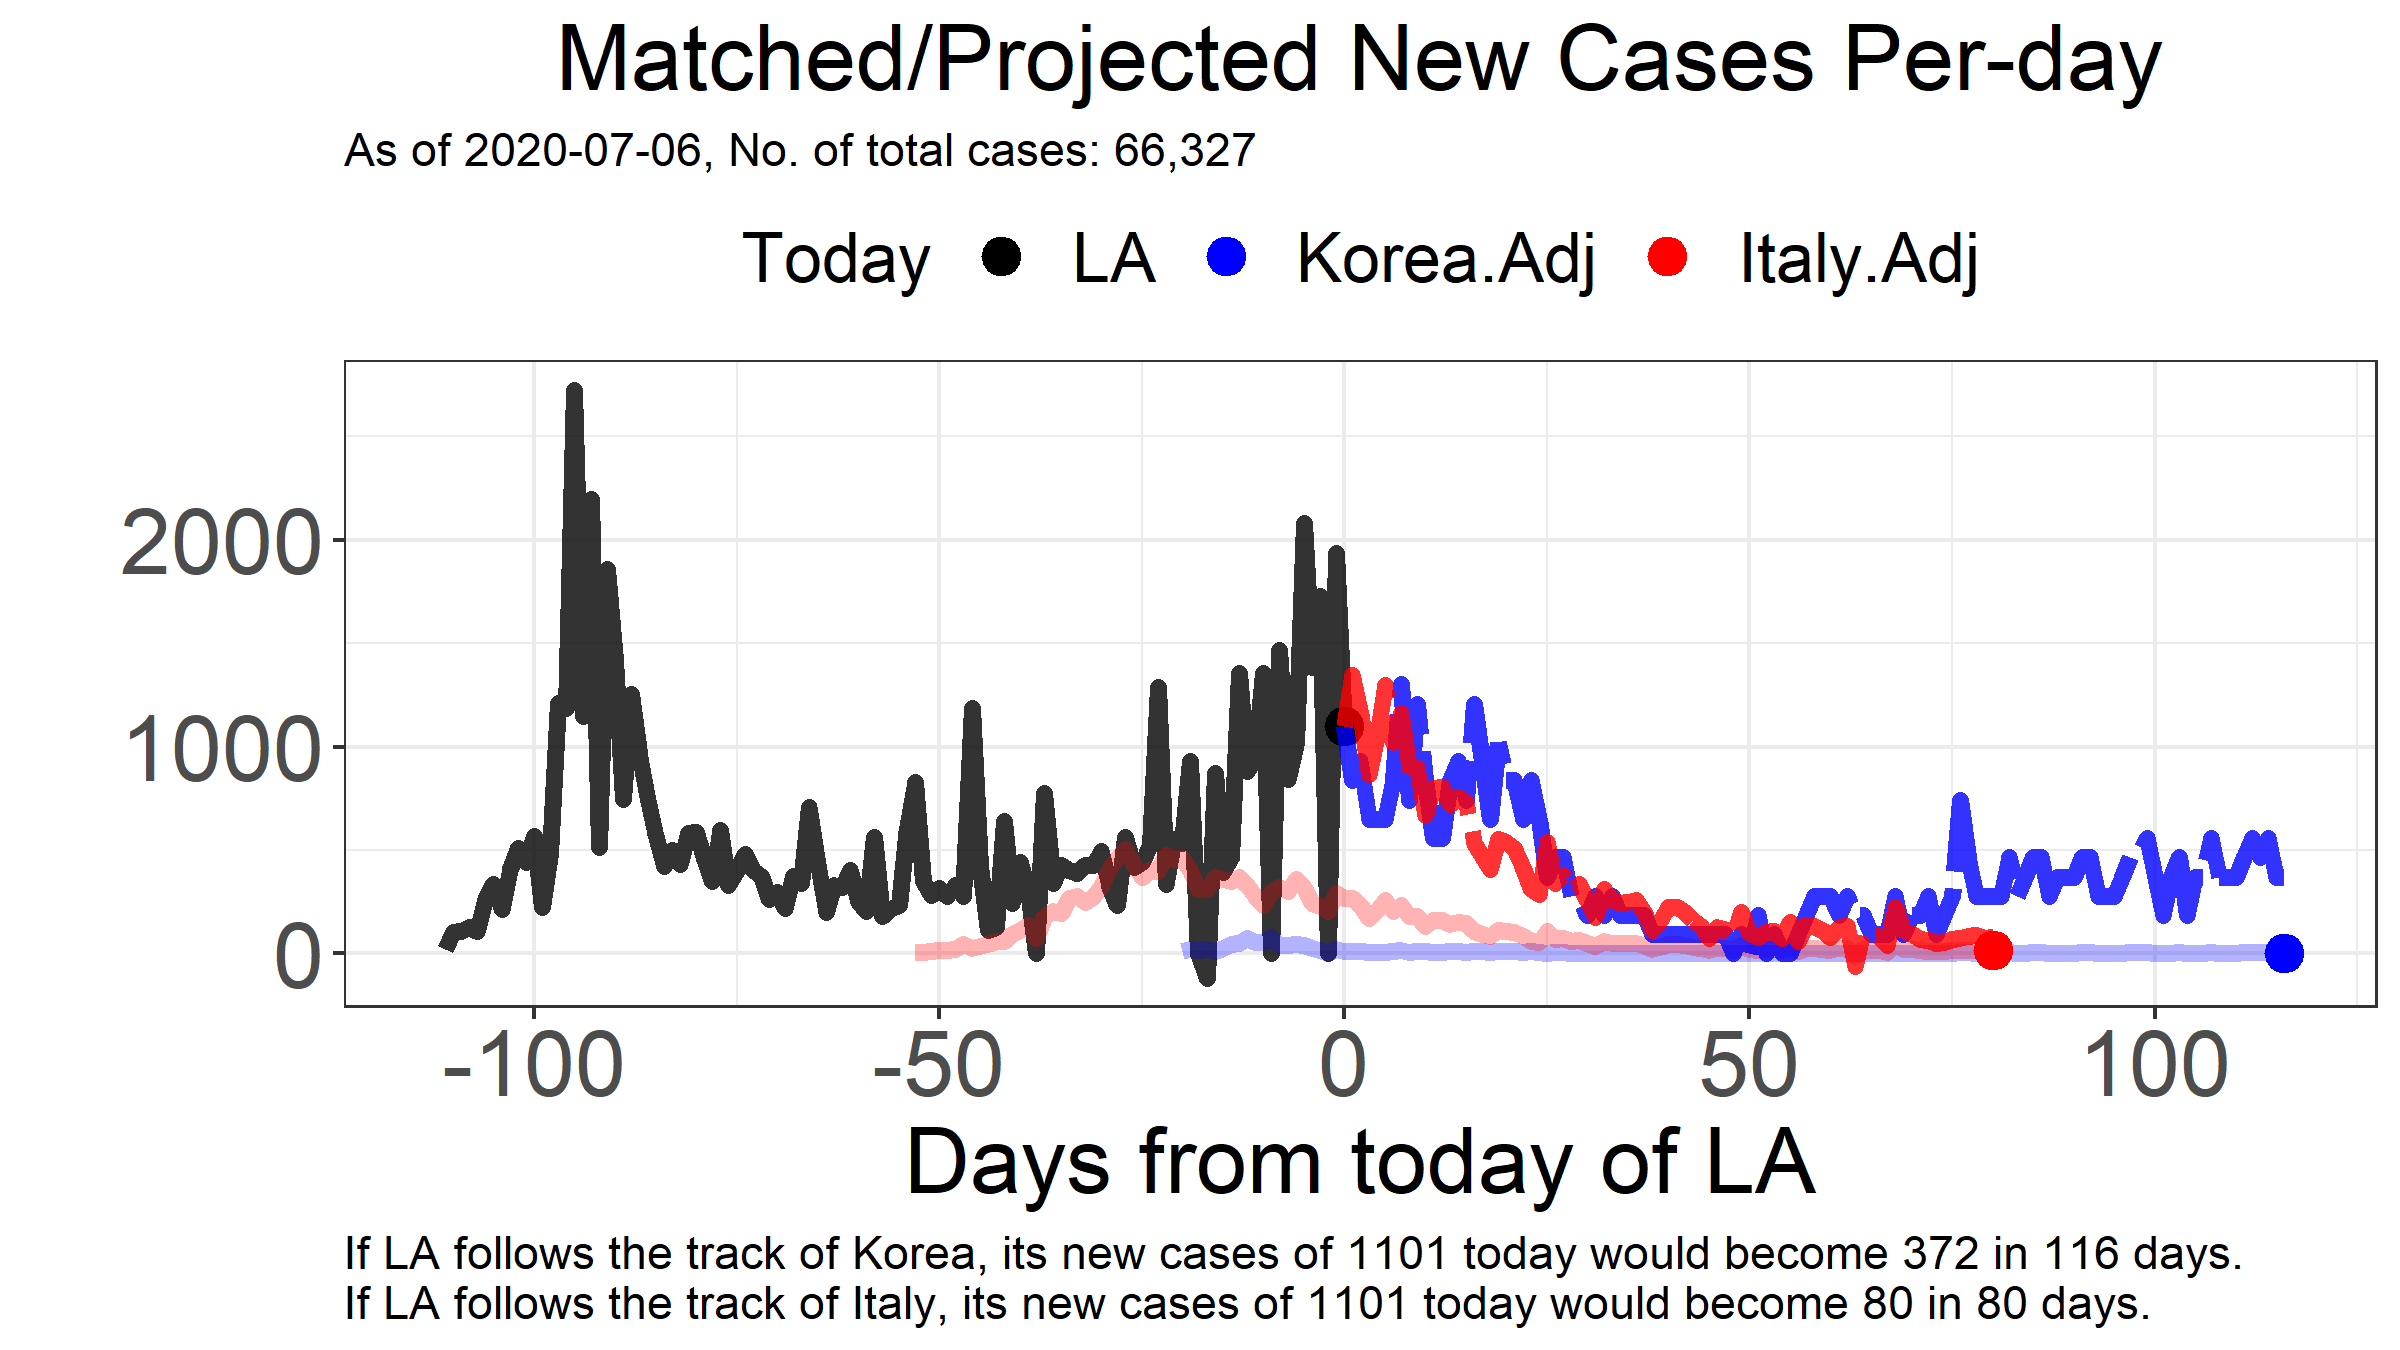 Matched/Projected New Cases Per-day
As of 2020-07-06, No. of total cases: 66,327
Today LA Korea.Adj Italy.Adj
2000
1000
0
-100 -50 0 50 100
Days from today of LA
If LA follows the track of Korea, its new cases of 1101 today would become 372 in 116 days.
If LA follows the track of Italy, its new cases of 1101 today would become 80 in 80 days.